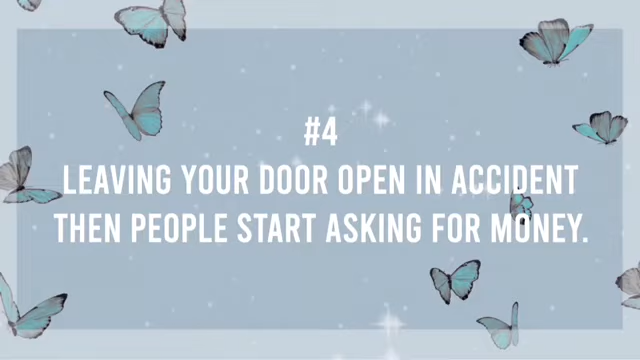 #4
LEAVING YOUR DOOR OPEN IN ACCIDENT
THEN PEOPLE START ASKING FOR MONEY.